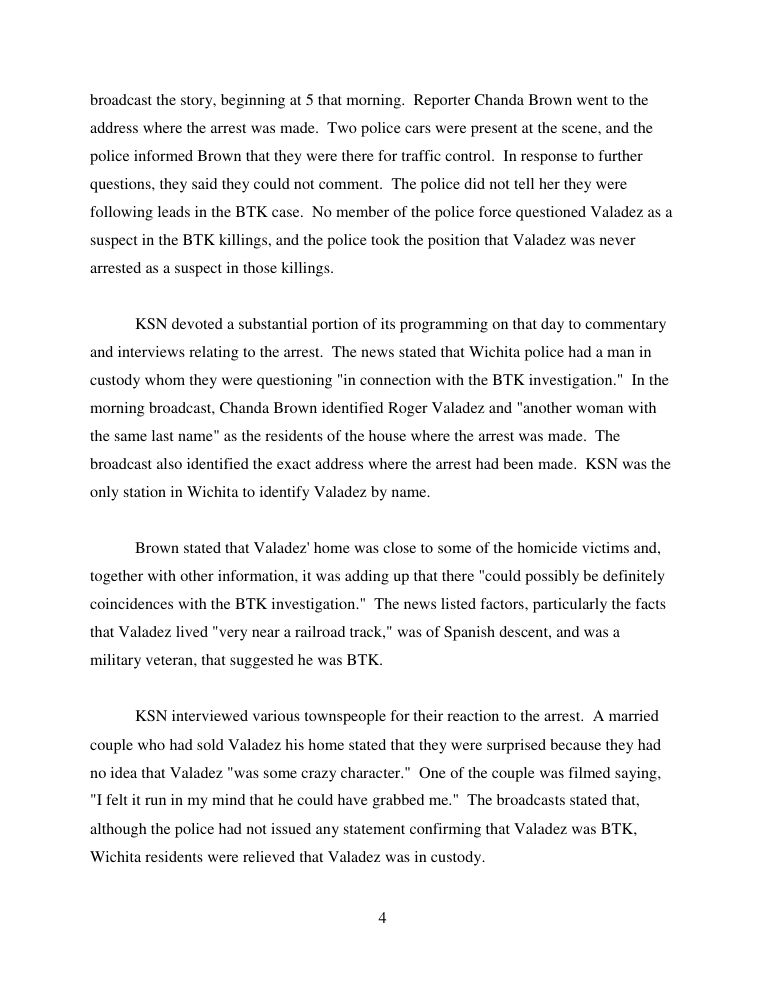 broadcast the story, beginning at 5 that morning.  Reporter Chanda Brown went to the
address where the arrest was made.  Two police cars were present at the scene, and the
police informed Brown that they were there for traffic control.  In response to further
questions, they said they could not comment.  The police did not tell her they were
following leads in the BTK case.  No member of the police force questioned Valadez as a
suspect in the BTK killings, and the police took the position that Valadez was never
arrested as a suspect in those killings.
KSN devoted a substantial portion of its programming on that day to commentary
and interviews relating to the arrest.  The news stated that Wichita police had a man in
custody whom they were questioning "in connection with the BTK investigation."  In the
morning broadcast, Chanda Brown identified Roger Valadez and "another woman with
the same last name" as the residents of the house where the arrest was made.  The
broadcast also identified the exact address where the arrest had been made.  KSN was the
only station in Wichita to identify Valadez by name.
Brown stated that Valadez' home was close to some of the homicide victims and,
together with other information, it was adding up that there "could possibly be definitely
coincidences with the BTK investigation."  The news listed factors, particularly the facts
that Valadez lived "very near a railroad track," was of Spanish descent, and was a
military veteran, that suggested he was BTK.
KSN interviewed various townspeople for their reaction to the arrest.  A married
couple who had sold Valadez his home stated that they were surprised because they had
no idea that Valadez "was some crazy character."  One of the couple was filmed saying,
"I felt it run in my mind that he could have grabbed me."  The broadcasts stated that,
although the police had not issued any statement confirming that Valadez was BTK,
Wichita residents were relieved that Valadez was in custody.
4